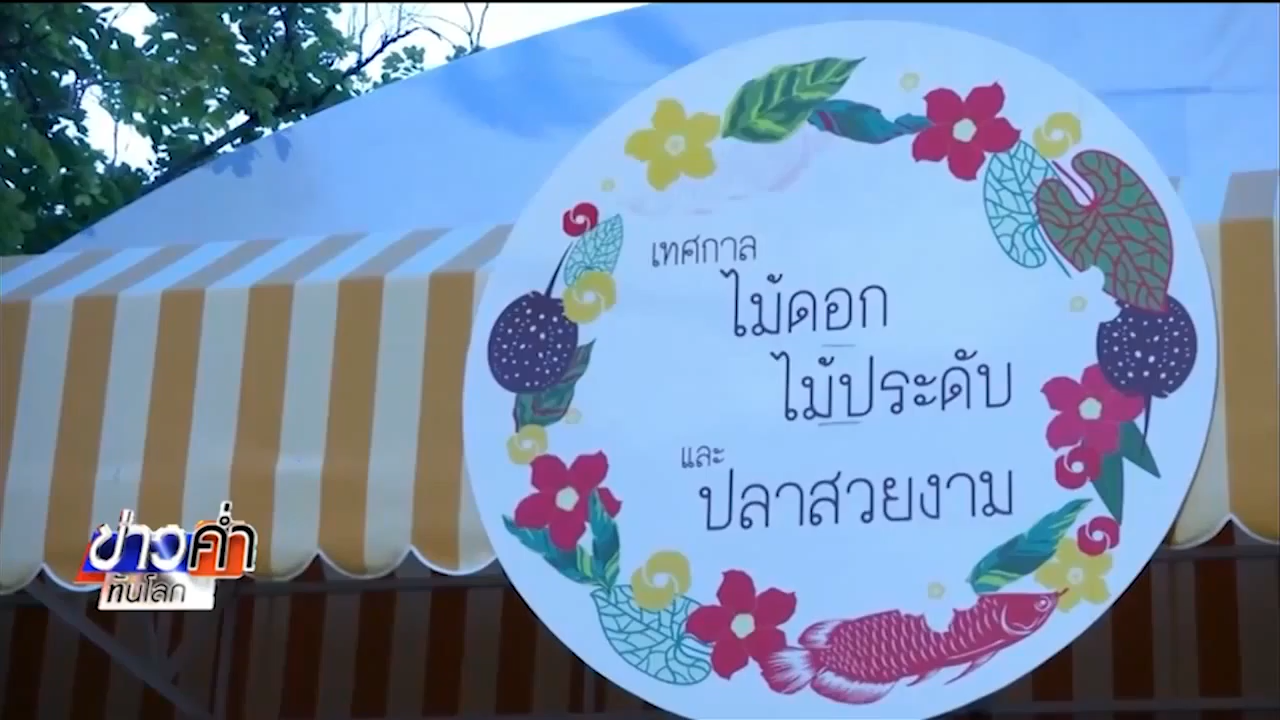 เทศกาล
ไม้ดอก
ไม้ประดับ
และ
ปลาสวยงาม
ข่าวค่ำ
ทันโลก